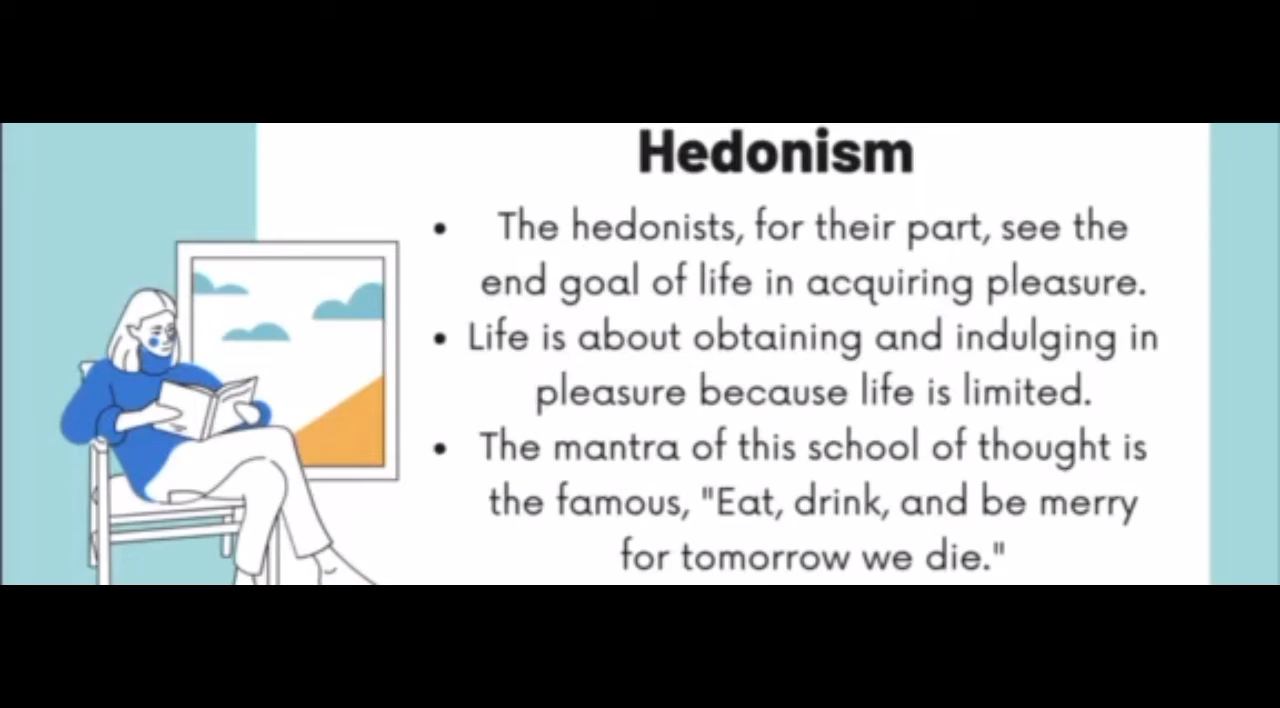 Hedonism
• The hedonists, for their part, see the
end goal of life in acquiring pleasure.
• Life is about obtaining and indulging in
pleasure because life is limited.
• The mantra of this school of thought is
the famous, "Eat, drink, and be merry
for tomorrow we die."